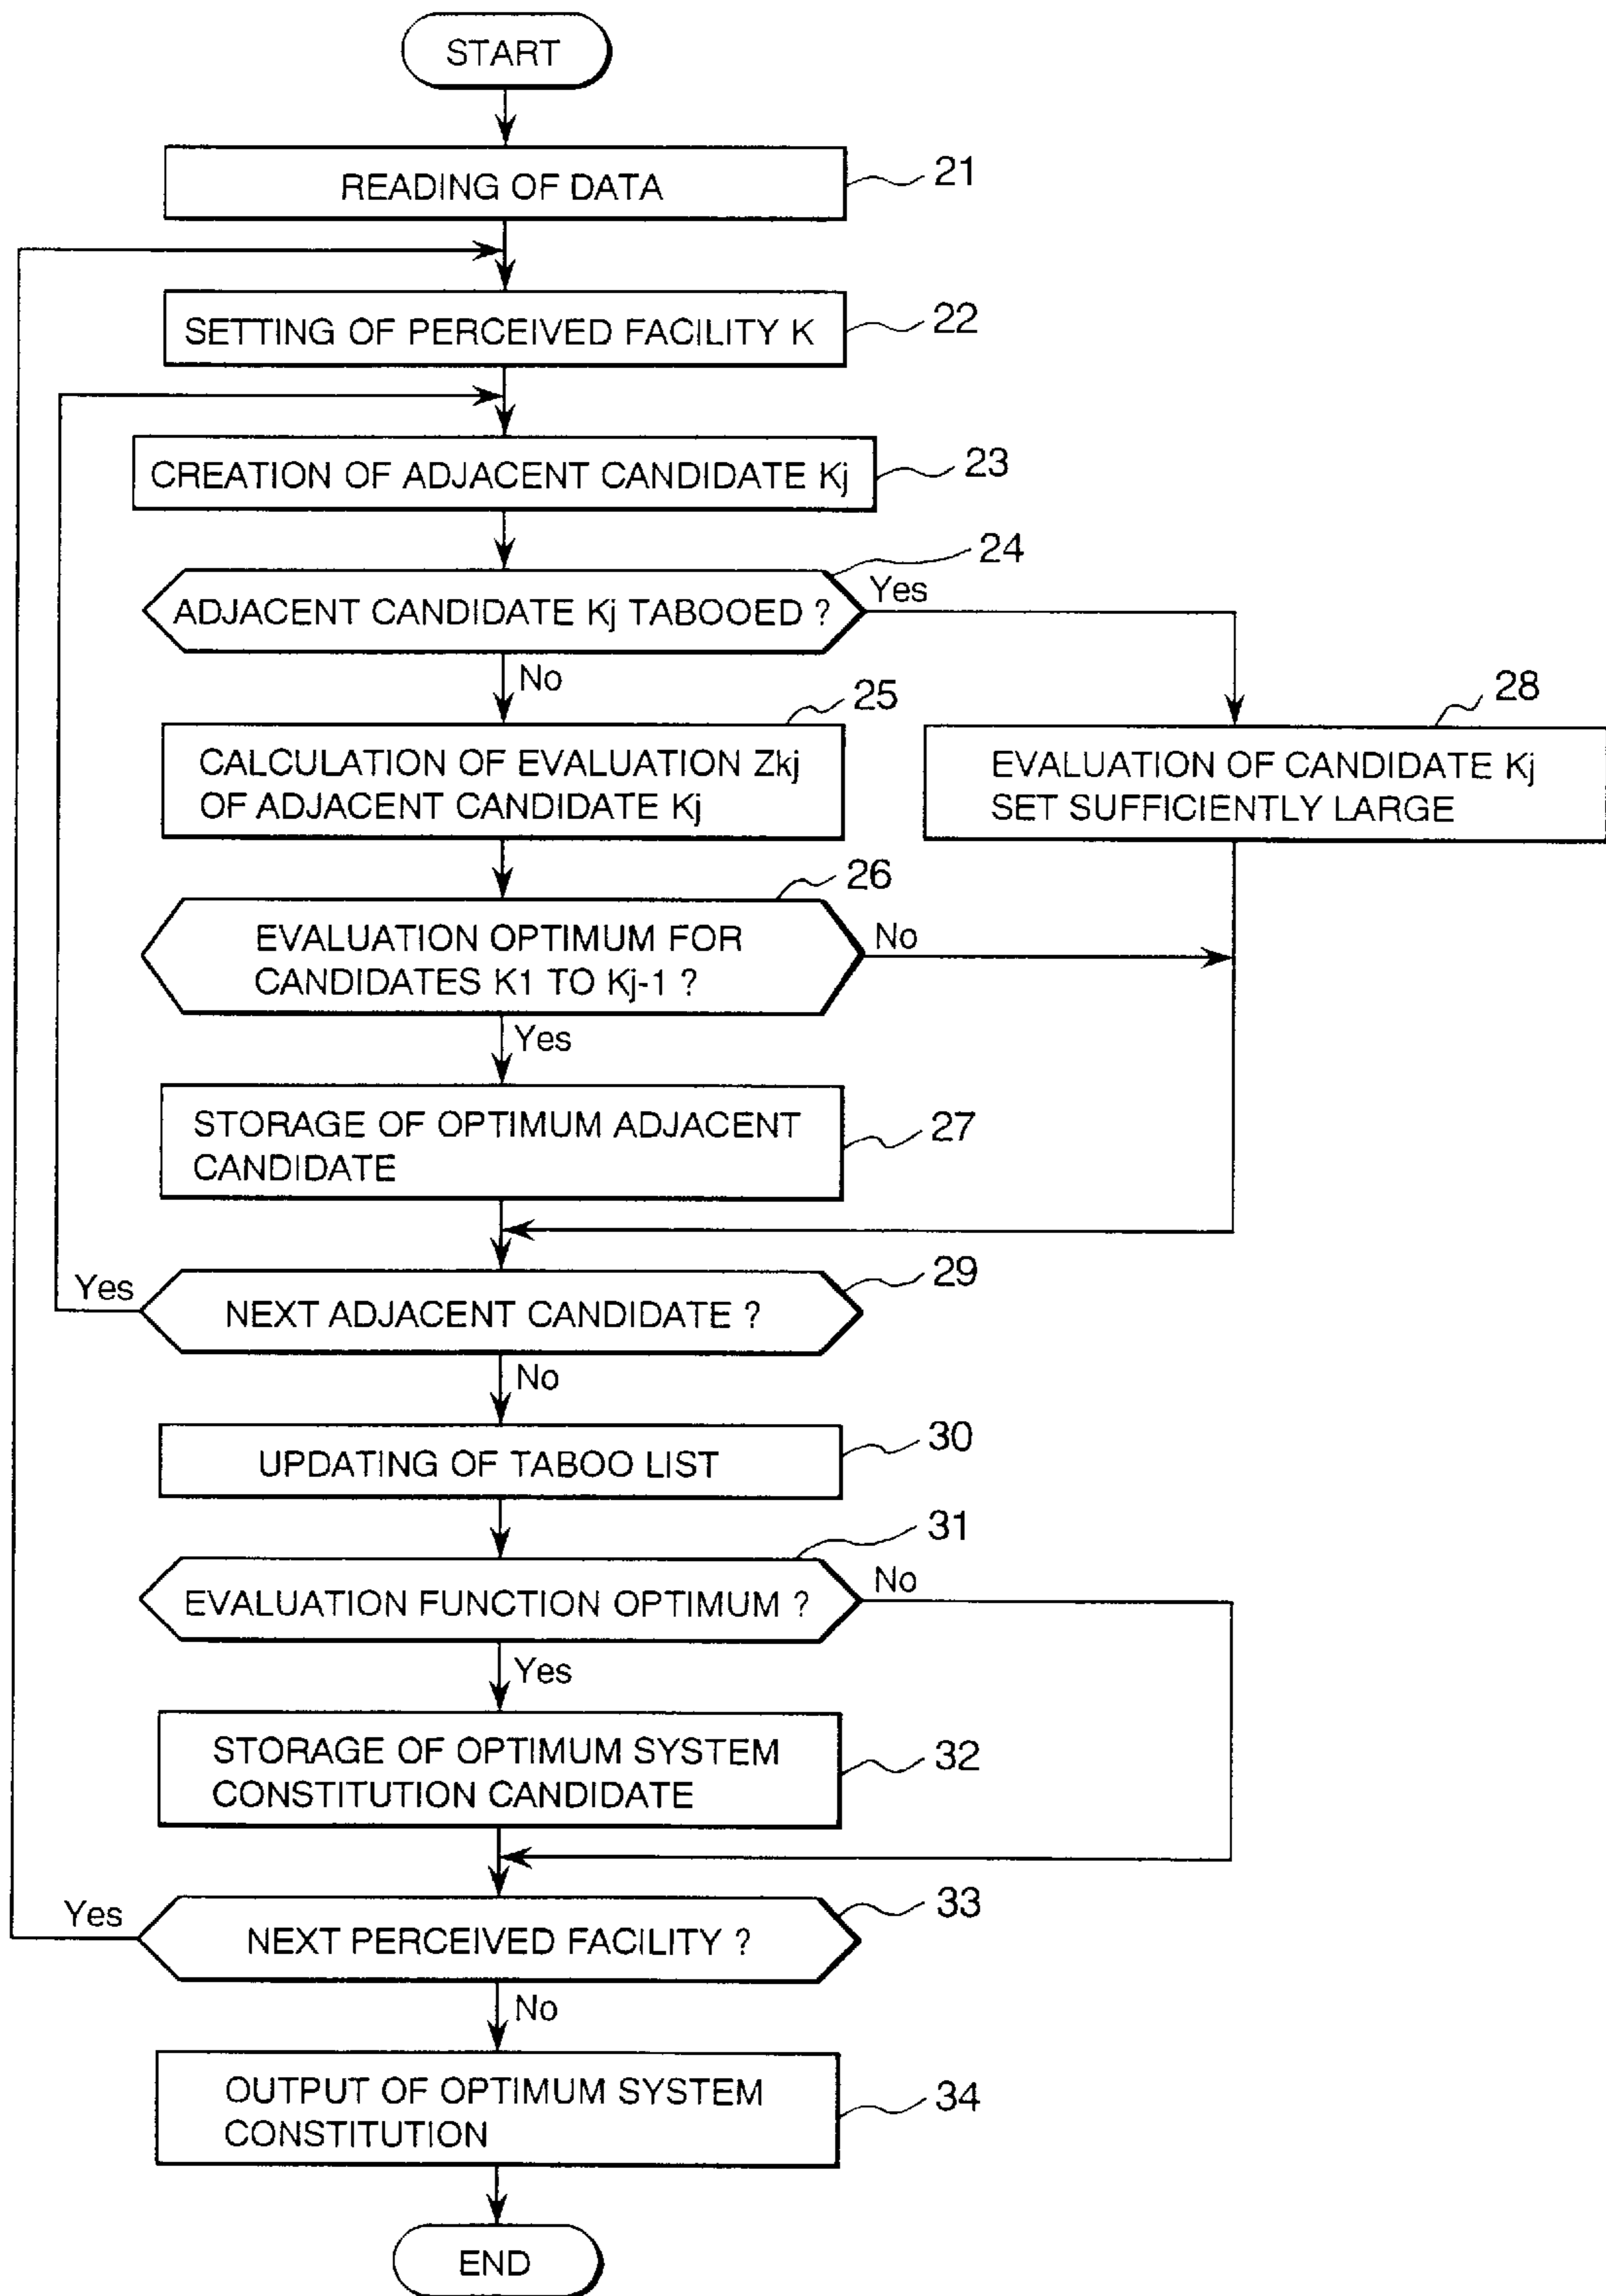 START
READING OF DATA
21
SETTING OF PERCEIVED FACILITY K
22
CREATION OF ADJACENT CANDIDATE Kj
23
24
ADJACENT CANDIDATE Kj TABOOED ?
Yes
No
25
28
CALCULATION OF EVALUATION Zkj
OF ADJACENT CANDIDATE Kj
EVALUATION OF CANDIDATE Kj
SET SUFFICIENTLY LARGE
26
EVALUATION OPTIMUM FOR
CANDIDATES K1 TO Kj-1 ?
No
Yes
STORAGE OF OPTIMUM ADJACENT
CANDIDATE
27
29
Yes
NEXT ADJACENT CANDIDATE ?
No
UPDATING OF TABOO LIST
30
31
EVALUATION FUNCTION OPTIMUM ?
No
Yes
STORAGE OF OPTIMUM SYSTEM
CONSTITUTION CANDIDATE
32
33
Yes
NEXT PERCEIVED FACILITY ?
No
OUTPUT OF OPTIMUM SYSTEM
CONSTITUTION
34
END